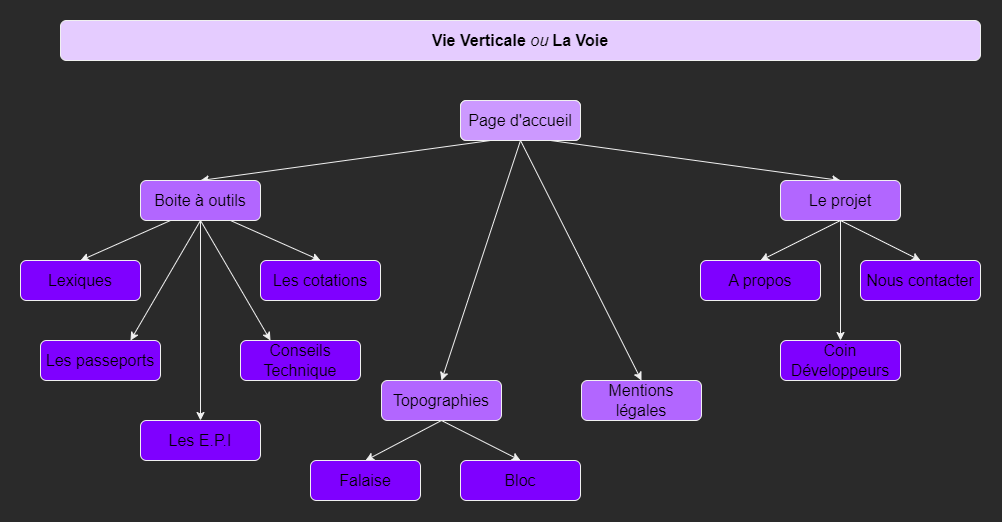 Vie Verticale ou La Voie
Page d'accueil
Boite à outils
Le projet
Lexiques
Les cotations
A propos
Nous contacter
Les passeports
Conseils
Technique
Coin
Développeurs
Topographies
Mentions
légales
Les E.P.I
Falaise
Bloc